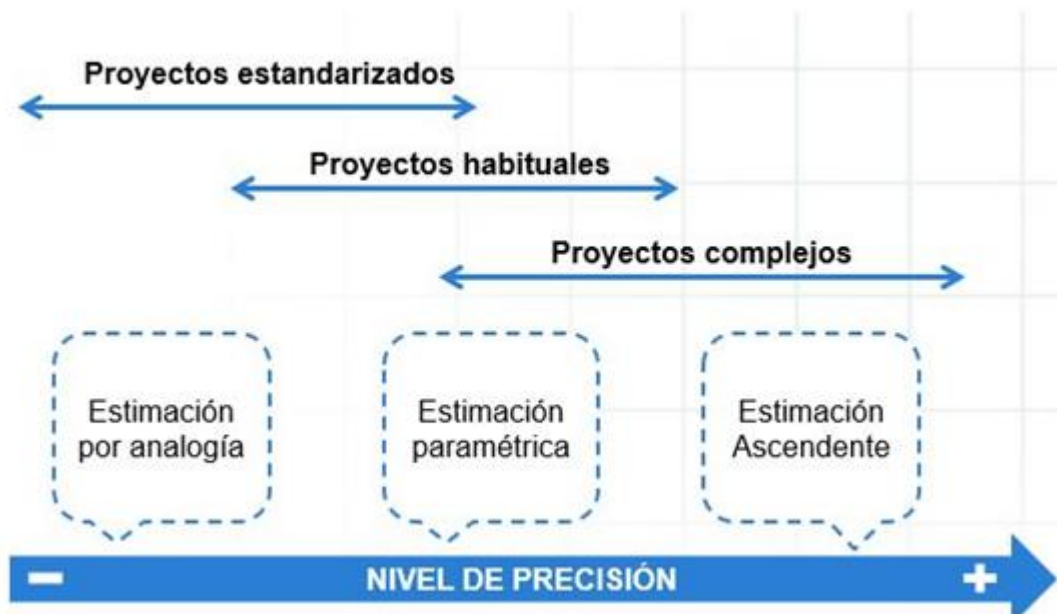 Proyectos estandarizados
Proyectos habituales
Proyectos complejos
Estimación
por analogía
Estimación
paramétrica
Estimación
Ascendente
− NIVEL DE PRECISIÓN +